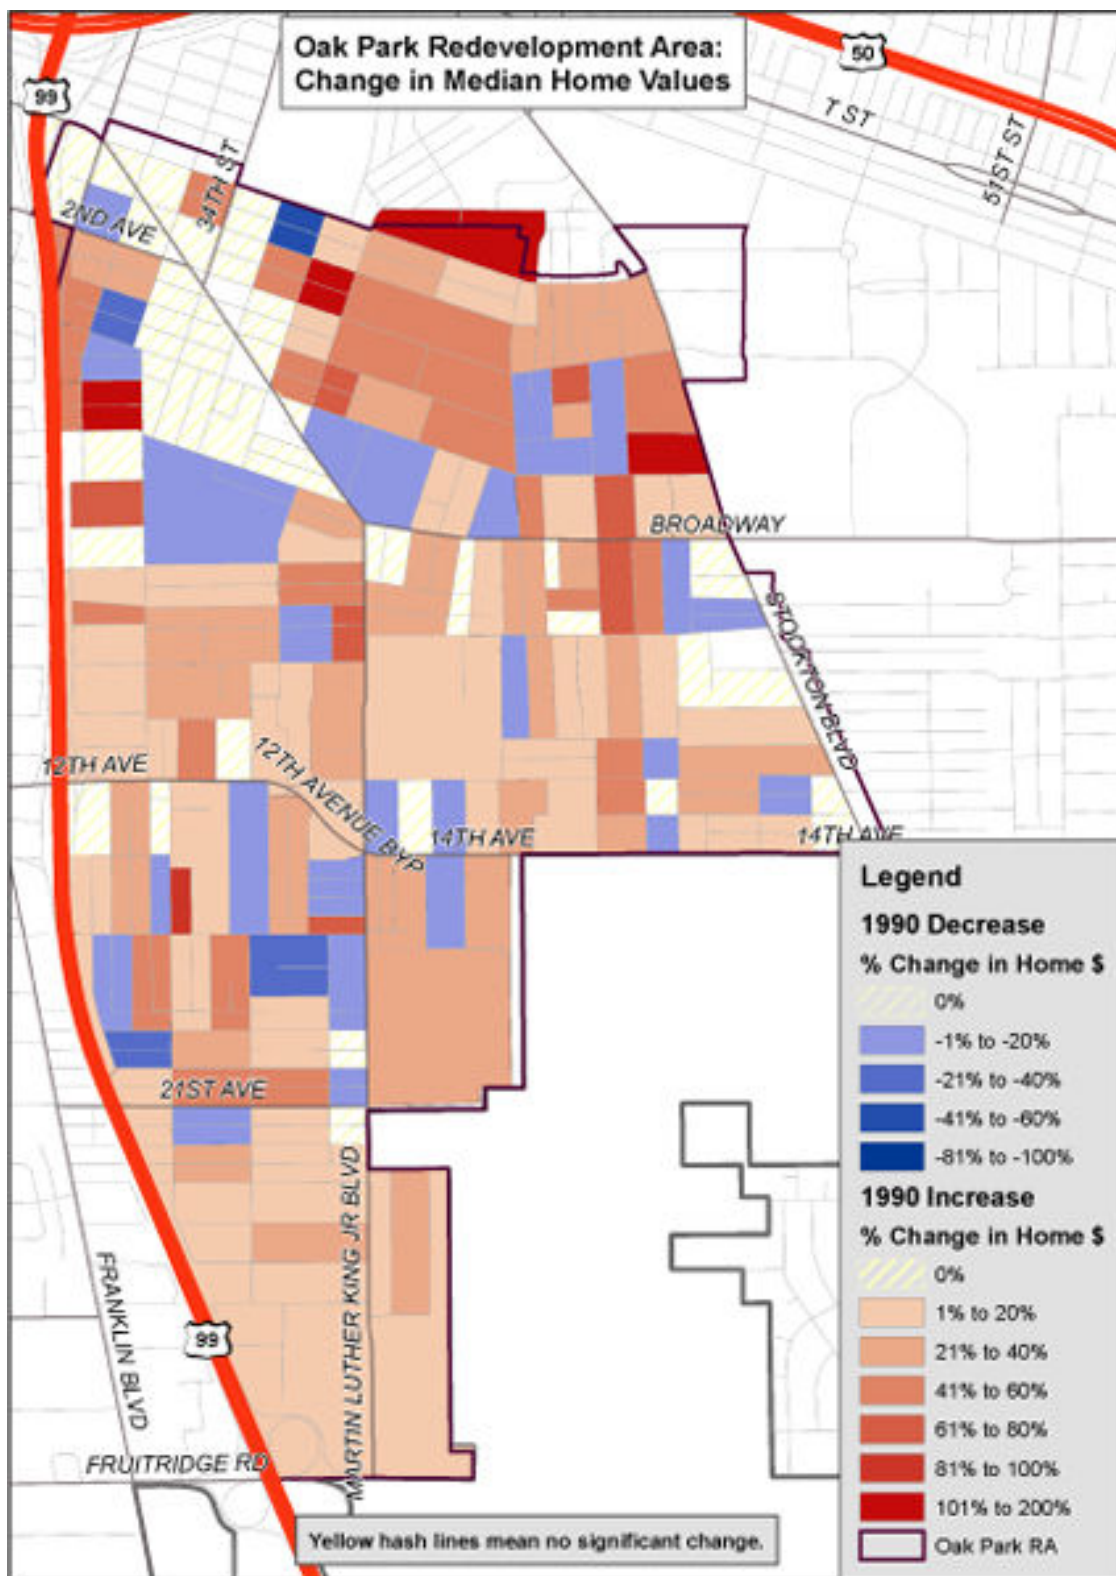 Oak Park Redevelopment Area:
Change in Median Home Values
50
99
T ST
51ST ST
34TH ST
2ND AVE
BROADWAY
STOCKTON BLVD
12TH AVE
12TH AVENUE BYP
14TH AVE
14TH AVE
21ST AVE
FRANKLIN BLVD
99
MARTIN LUTHER KING JR BLVD
FRUITRIDGE RD
Legend
1990 Decrease
% Change in Home $
0%
-1% to -20%
-21% to -40%
-41% to -60%
-81% to -100%
1990 Increase
% Change in Home $
0%
1% to 20%
21% to 40%
41% to 60%
61% to 80%
81% to 100%
101% to 200%
Oak Park RA
Yellow hash lines mean no significant change.